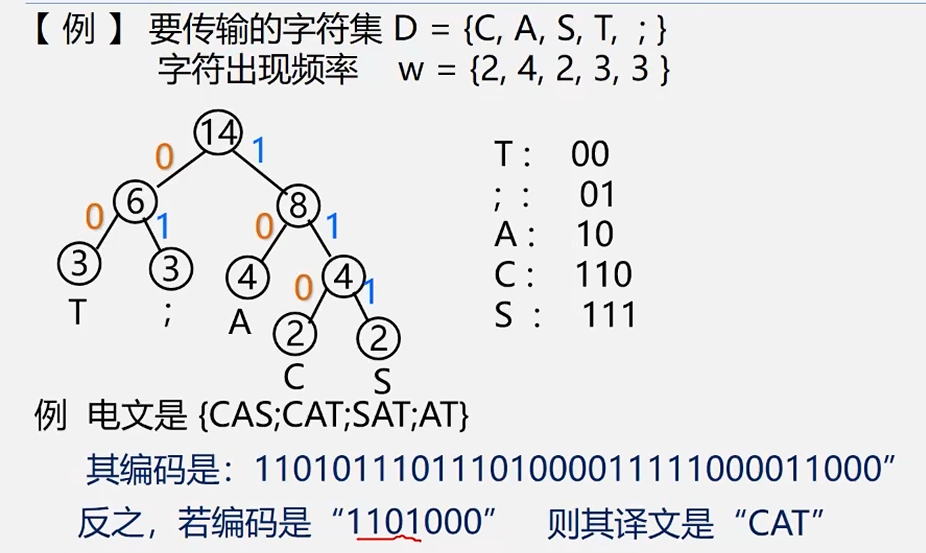 【 例 】 要传输的字符集 D = {C, A, S, T, ; }
字符出现频率 w = {2, 4, 2, 3, 3 }
14
0 1
6 8
0 1 0 1
3 3 4 4
T ; A 0 1
2 2
C S
T : 00
; : 01
A : 10
C : 110
S : 111
例 电文是 {CAS;CAT;SAT;AT}
其编码是：11010111011101000011111000011000”
反之，若编码是“1101000” 则其译文是“CAT”